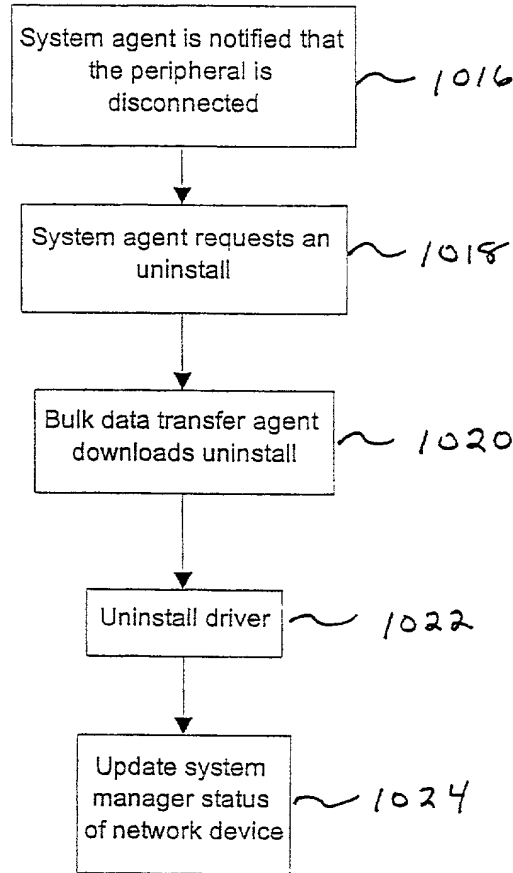 System agent is notified that
the peripheral is
disconnected
1016
System agent requests an
uninstall
1018
Bulk data transfer agent
downloads uninstall
1020
Uninstall driver
1022
Update system
manager status
of network device
1024